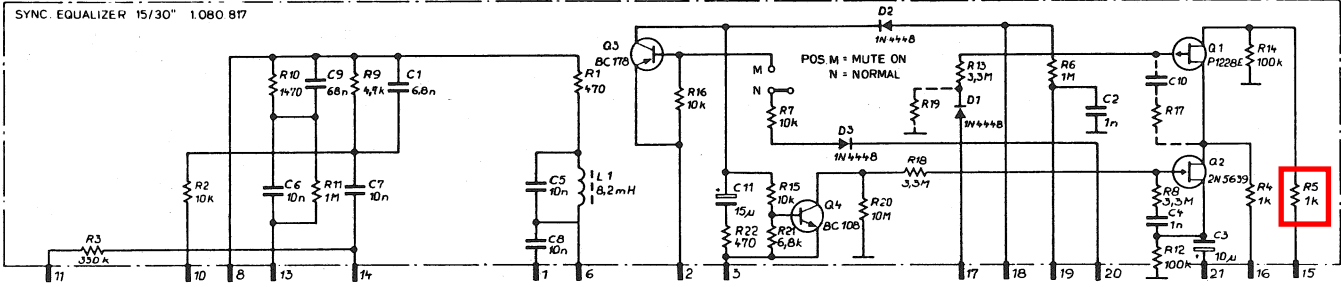 SYNC. EQUALIZER 15/30" 1.080.817
D2
1N4448
Q3
BC178
Q1
P1228E
R14
100k
POS. M = MUTE ON
N = NORMAL
R10
1470
C9
68n
R9
4,9k
C1
6,8n
R1
470
M
N
R16
10k
R13
3,3M
R6
1M
C10
R7
10k
R19
D1
1N4448
C2
1n
R17
D3
1N4448
R2
10k
C6
10n
R11
1M
C7
10n
C5
10n
L1
8,2mH
C11
15µ
R15
10k
R18
3,3M
Q2
2N5639
R4
1k
R5
1k
Q4
BC108
R20
10M
R8
3,3M
C4
1n
R3
330k
C8
10n
R22
470
R21
6,8k
R12
100k
C3
10µ
11
10
8
13
14
1
6
2
3
17
18
19
20
21
16
15